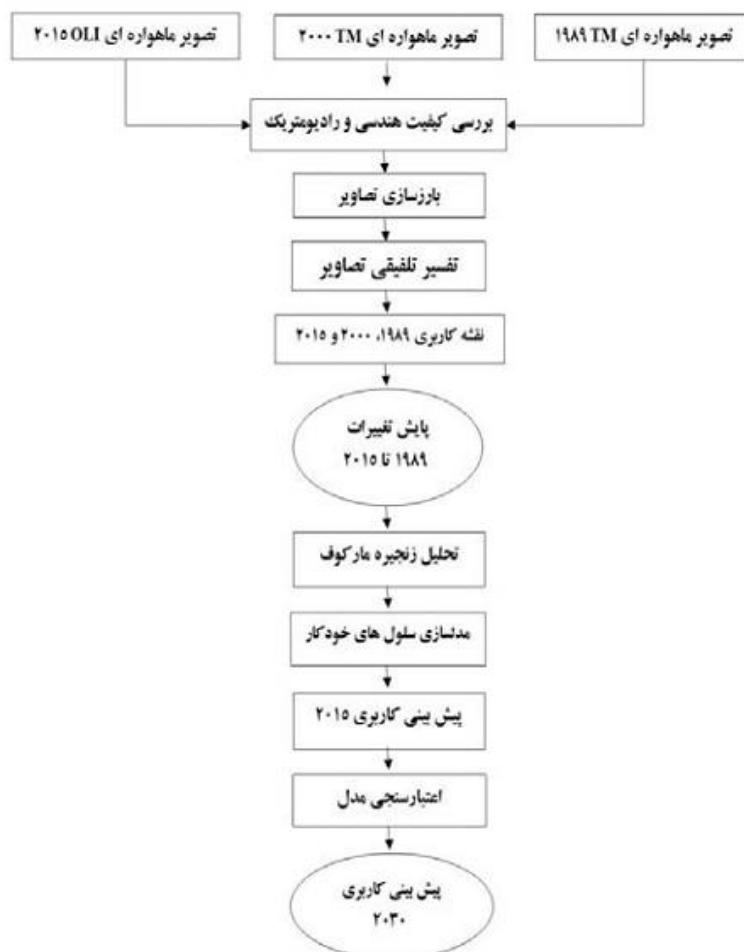 تصویر ماهواره ای ۱۹۸۹ TM
تصویر ماهواره ای ۲۰۰۰ TM
تصویر ماهواره ای ۲۰۱۵ OLI
بررسی کیفیت هندسی و رادیومتریک
بارزسازی تصاویر
تفسیر تلفیقی تصاویر
نقشه کاربری ۱۹۸۹، ۲۰۰۰ و ۲۰۱۵
پایش تغییرات
۱۹۸۹ تا ۲۰۱۵
تحلیل زنجیره مارکوف
مدلسازی سلول های خودکار
پیش بینی کاربری ۲۰۱۵
اعتبارسنجی مدل
پیش بینی کاربری
۲۰۳۰